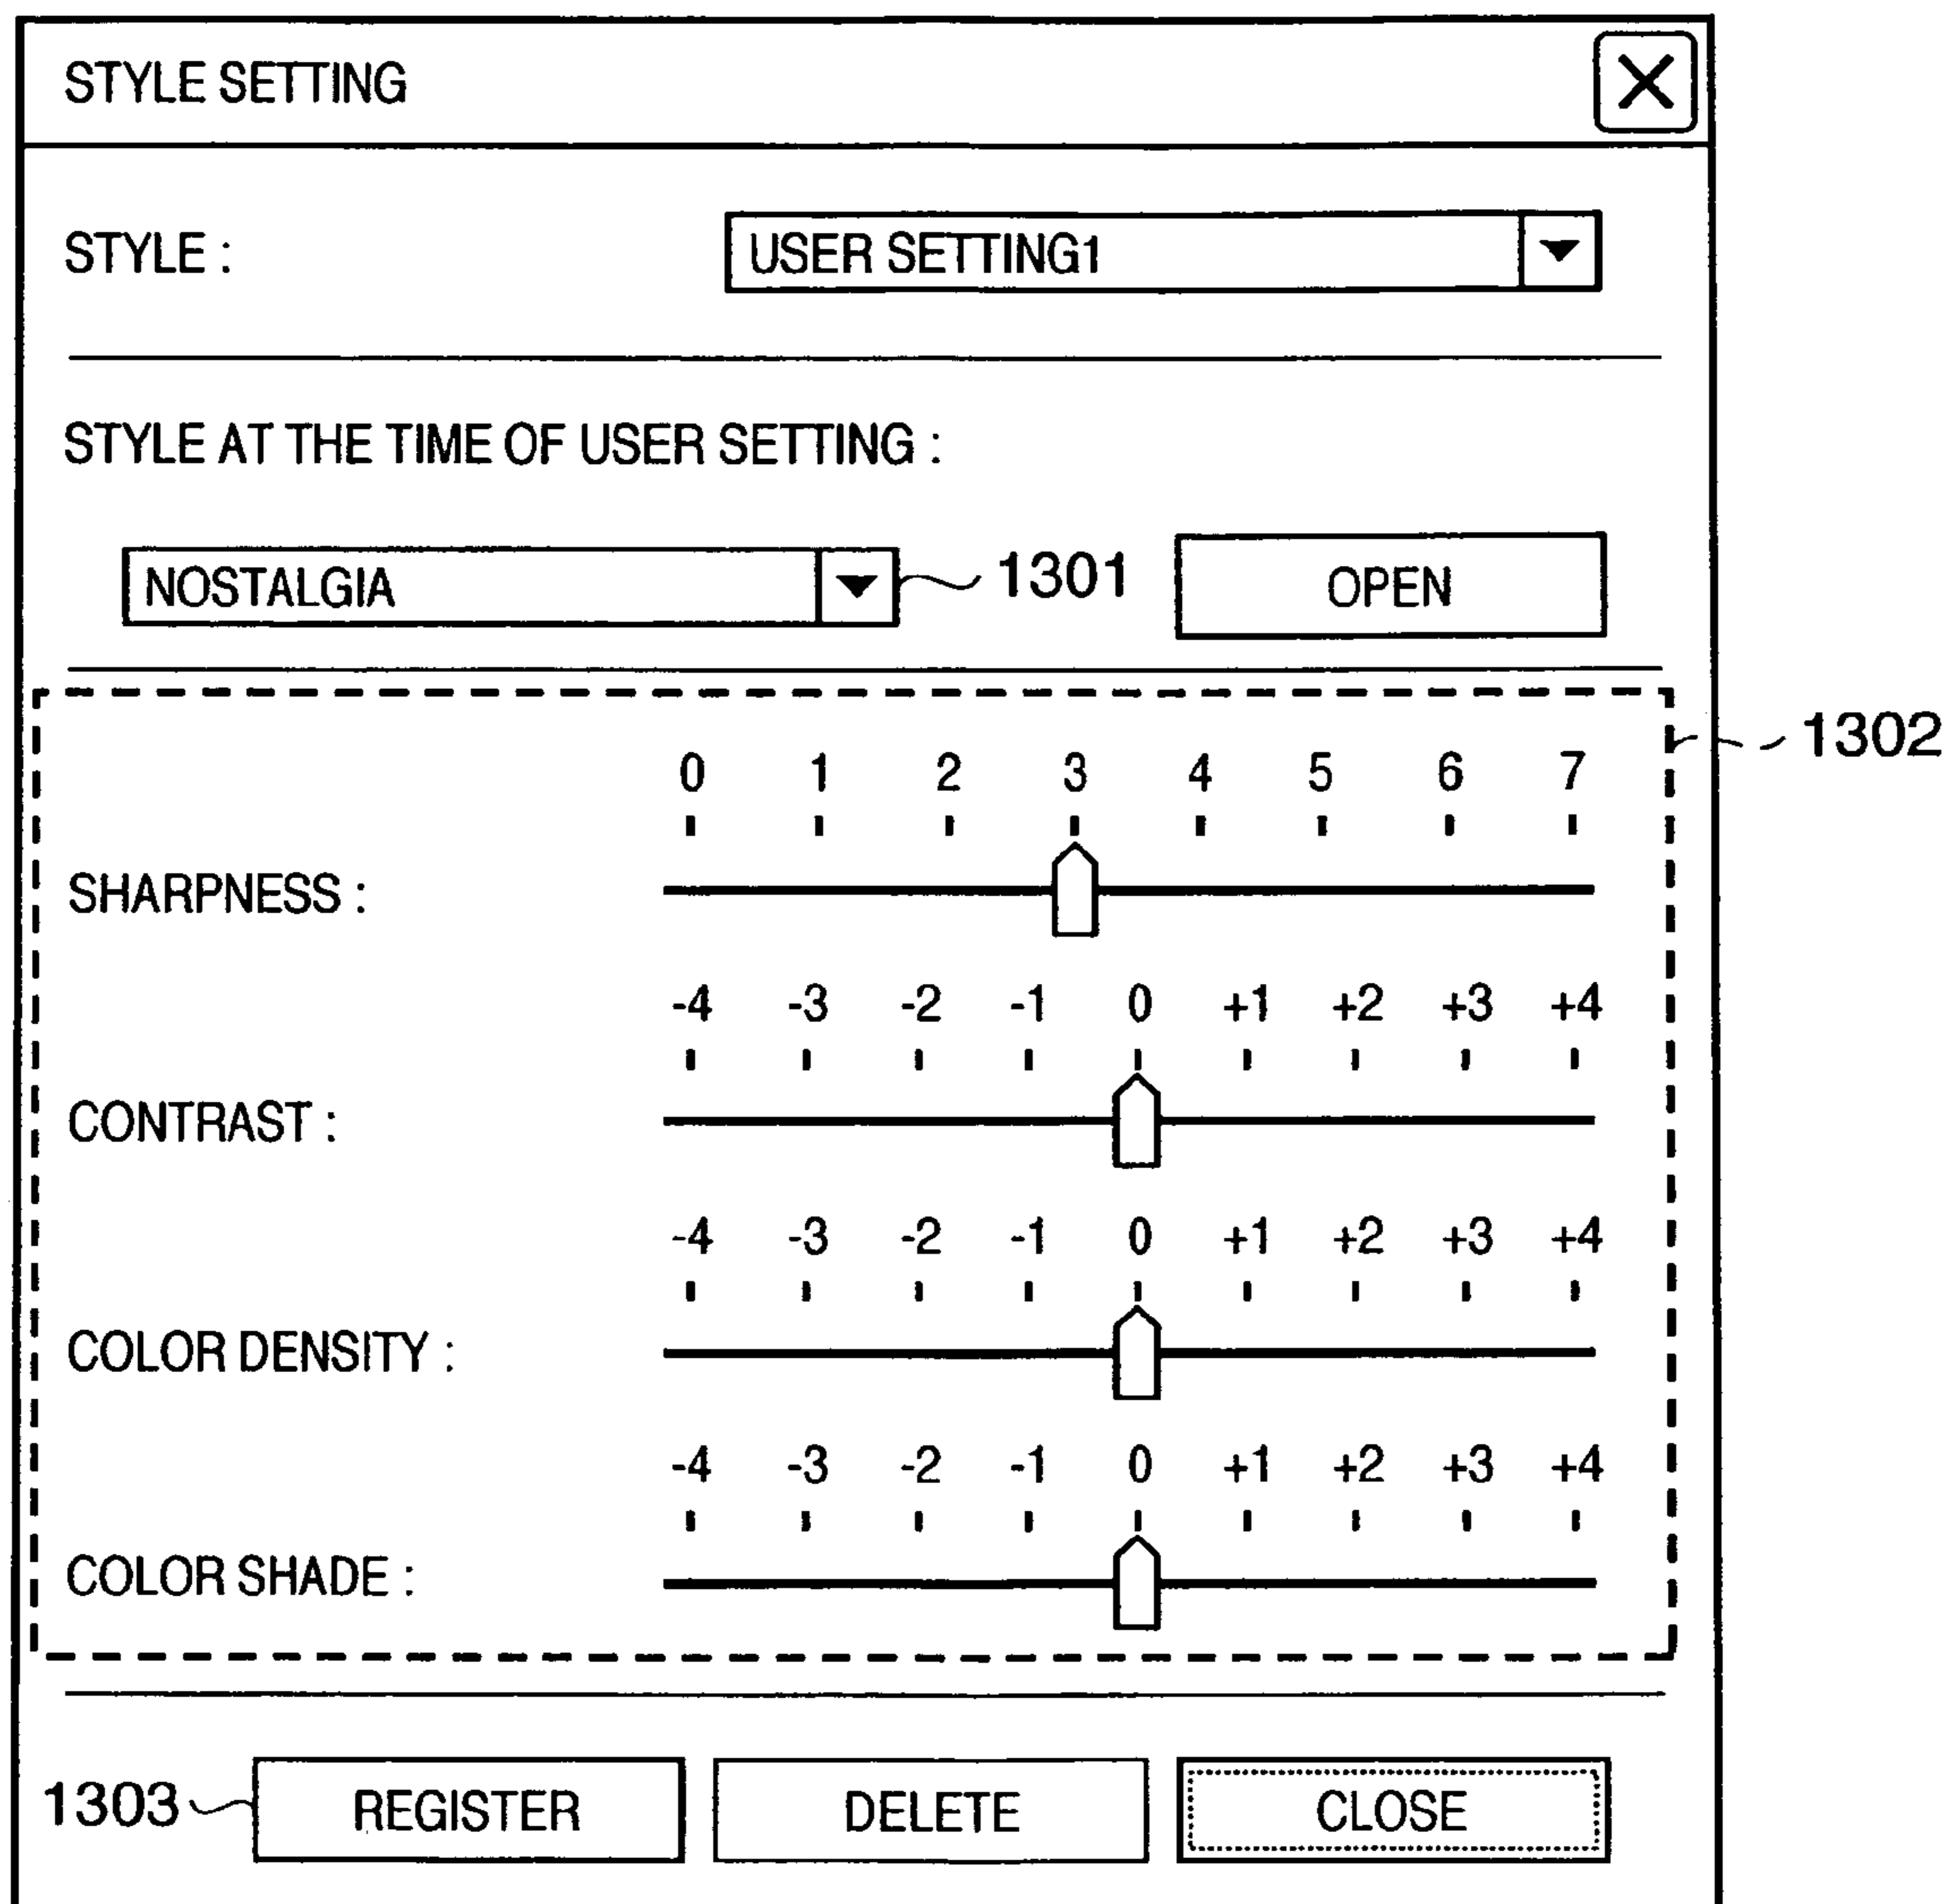 STYLE SETTING
STYLE : USER SETTING1
STYLE AT THE TIME OF USER SETTING :
NOSTALGIA 1301 OPEN
1302
0 1 2 3 4 5 6 7
SHARPNESS :
-4 -3 -2 -1 0 +1 +2 +3 +4
CONTRAST :
-4 -3 -2 -1 0 +1 +2 +3 +4
COLOR DENSITY :
-4 -3 -2 -1 0 +1 +2 +3 +4
COLOR SHADE :
1303 REGISTER DELETE CLOSE